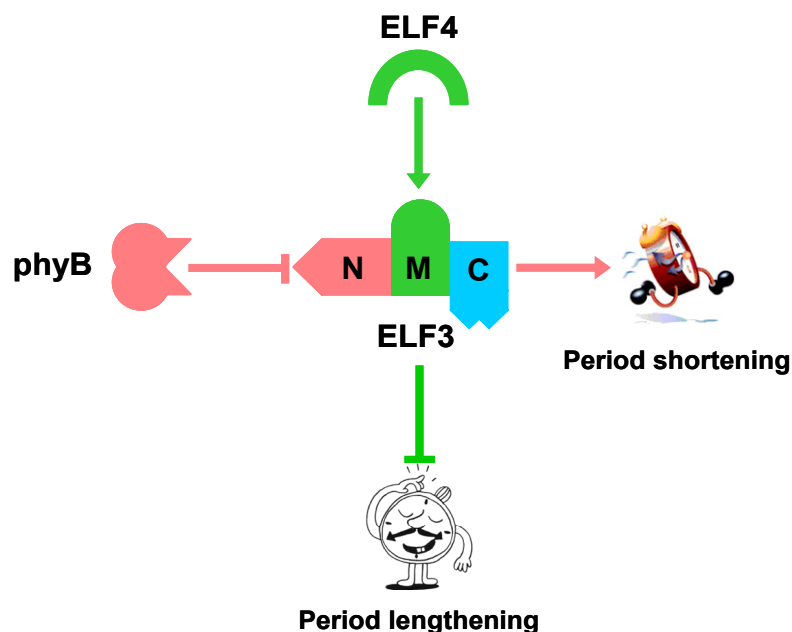 ELF4
phyB
N
M
C
ELF3
Period shortening
Period lengthening